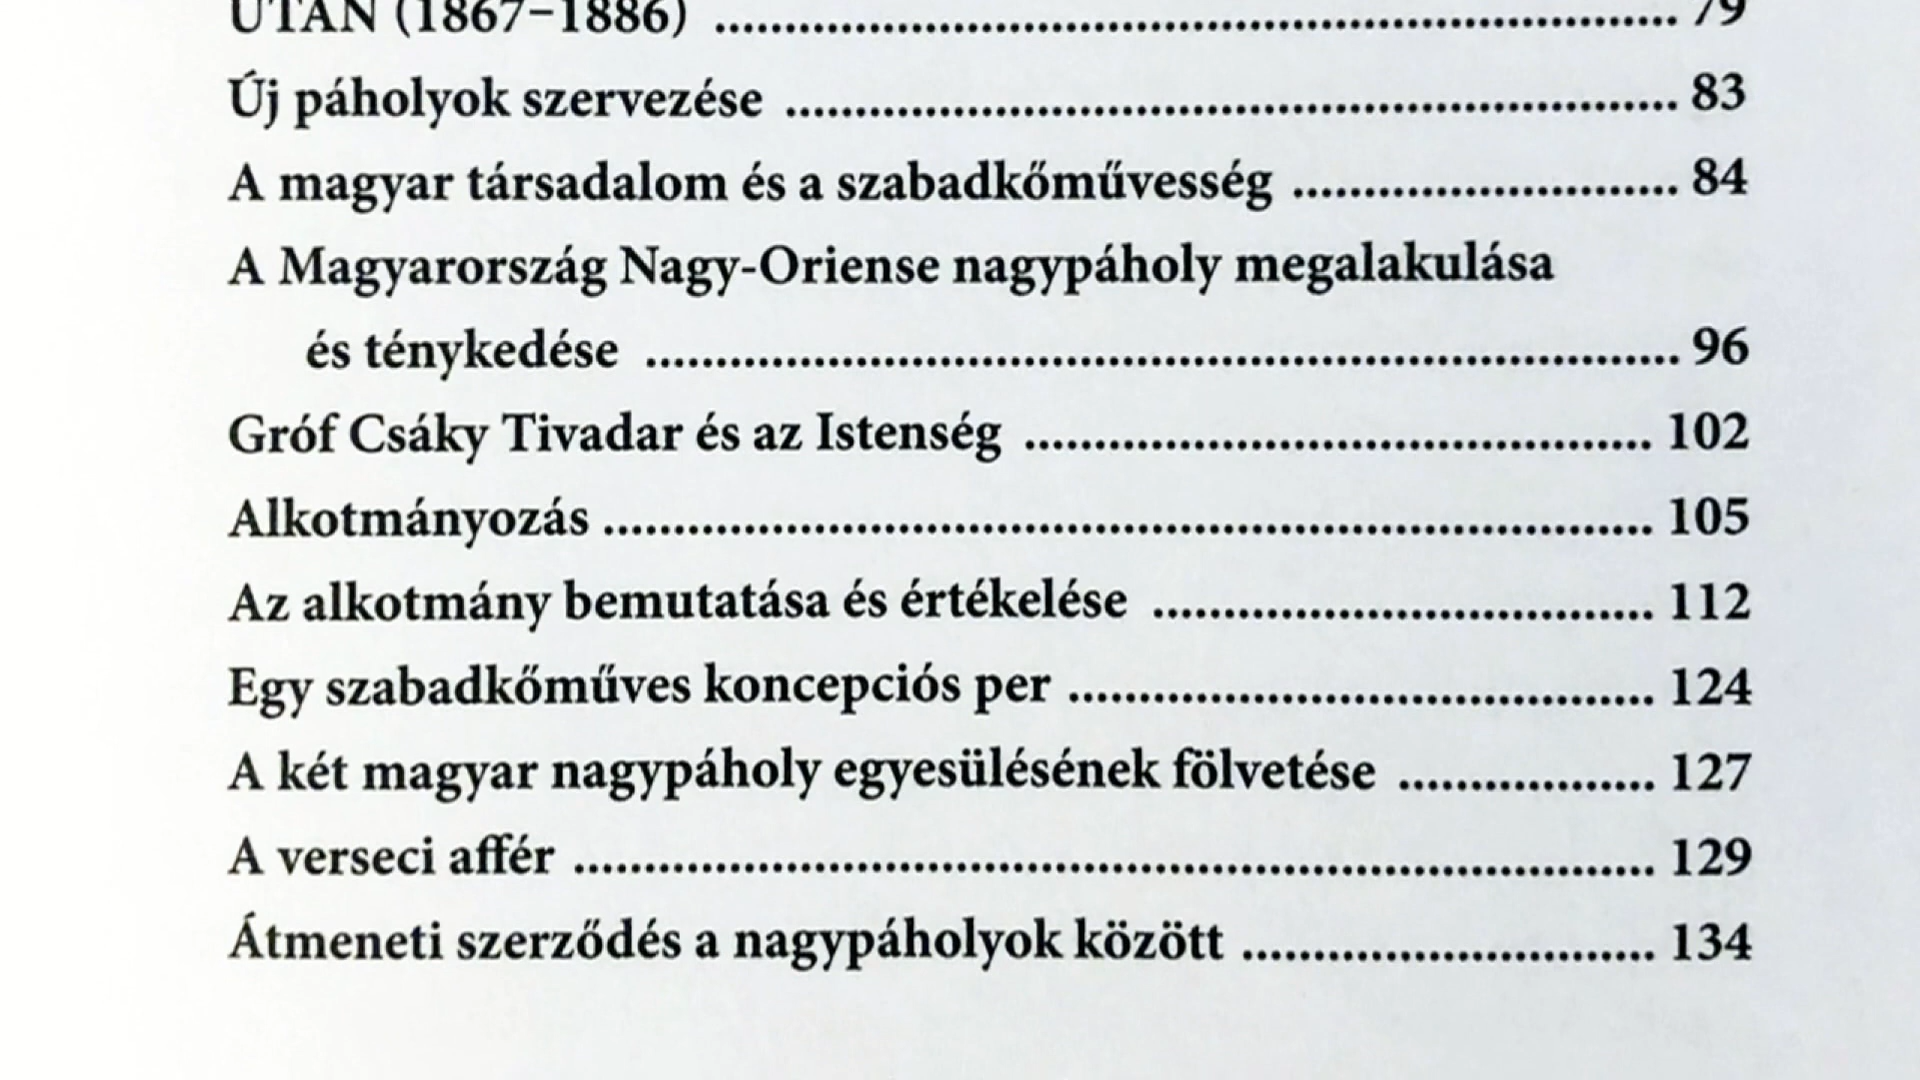 UTÁN (1867–1886) ........ 79
Új páholyok szervezése ........ 83
A magyar társadalom és a szabadkőművesség ........ 84
A Magyarország Nagy-Oriense nagypáholy megalakulása
és ténykedése ........ 96
Gróf Csáky Tivadar és az Istenség ........ 102
Alkotmányozás ........ 105
Az alkotmány bemutatása és értékelése ........ 112
Egy szabadkőműves koncepciós per ........ 124
A két magyar nagypáholy egyesülésének fölvetése ........ 127
A verseci affér ........ 129
Átmeneti szerződés a nagypáholyok között ........ 134